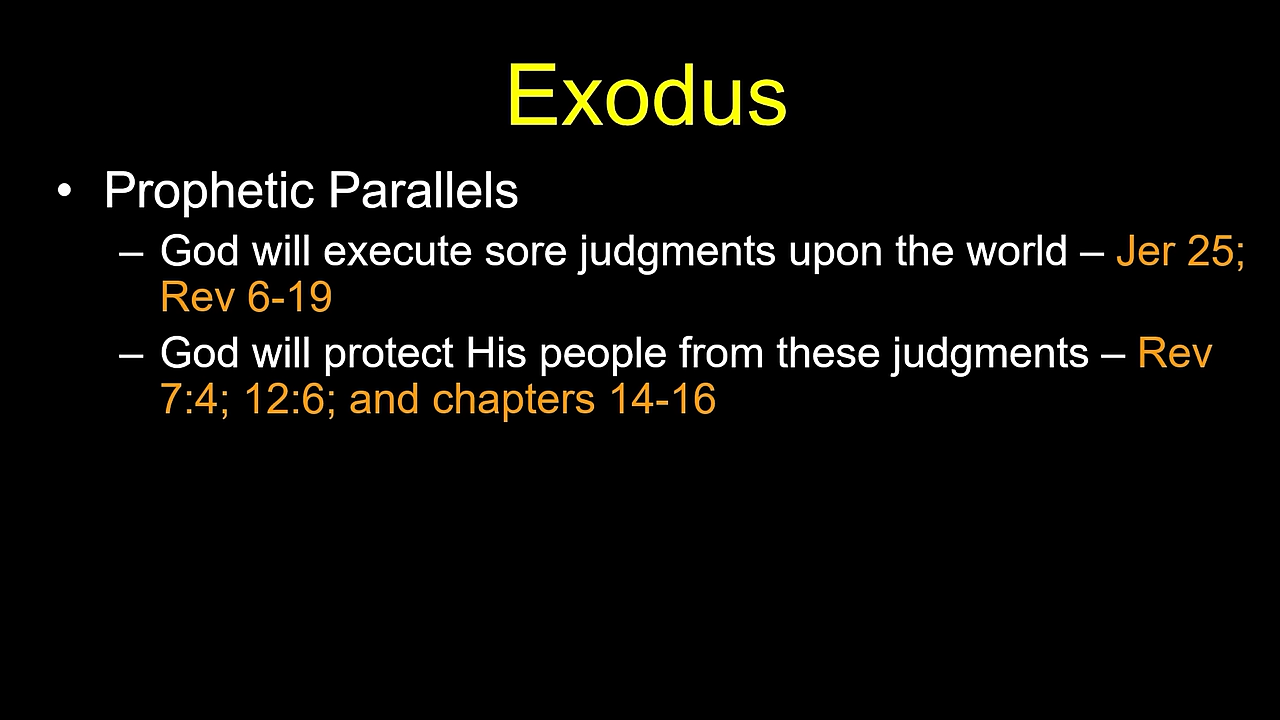 Exodus
• Prophetic Parallels
– God will execute sore judgments upon the world – Jer 25;
Rev 6-19
– God will protect His people from these judgments – Rev
7:4; 12:6; and chapters 14-16